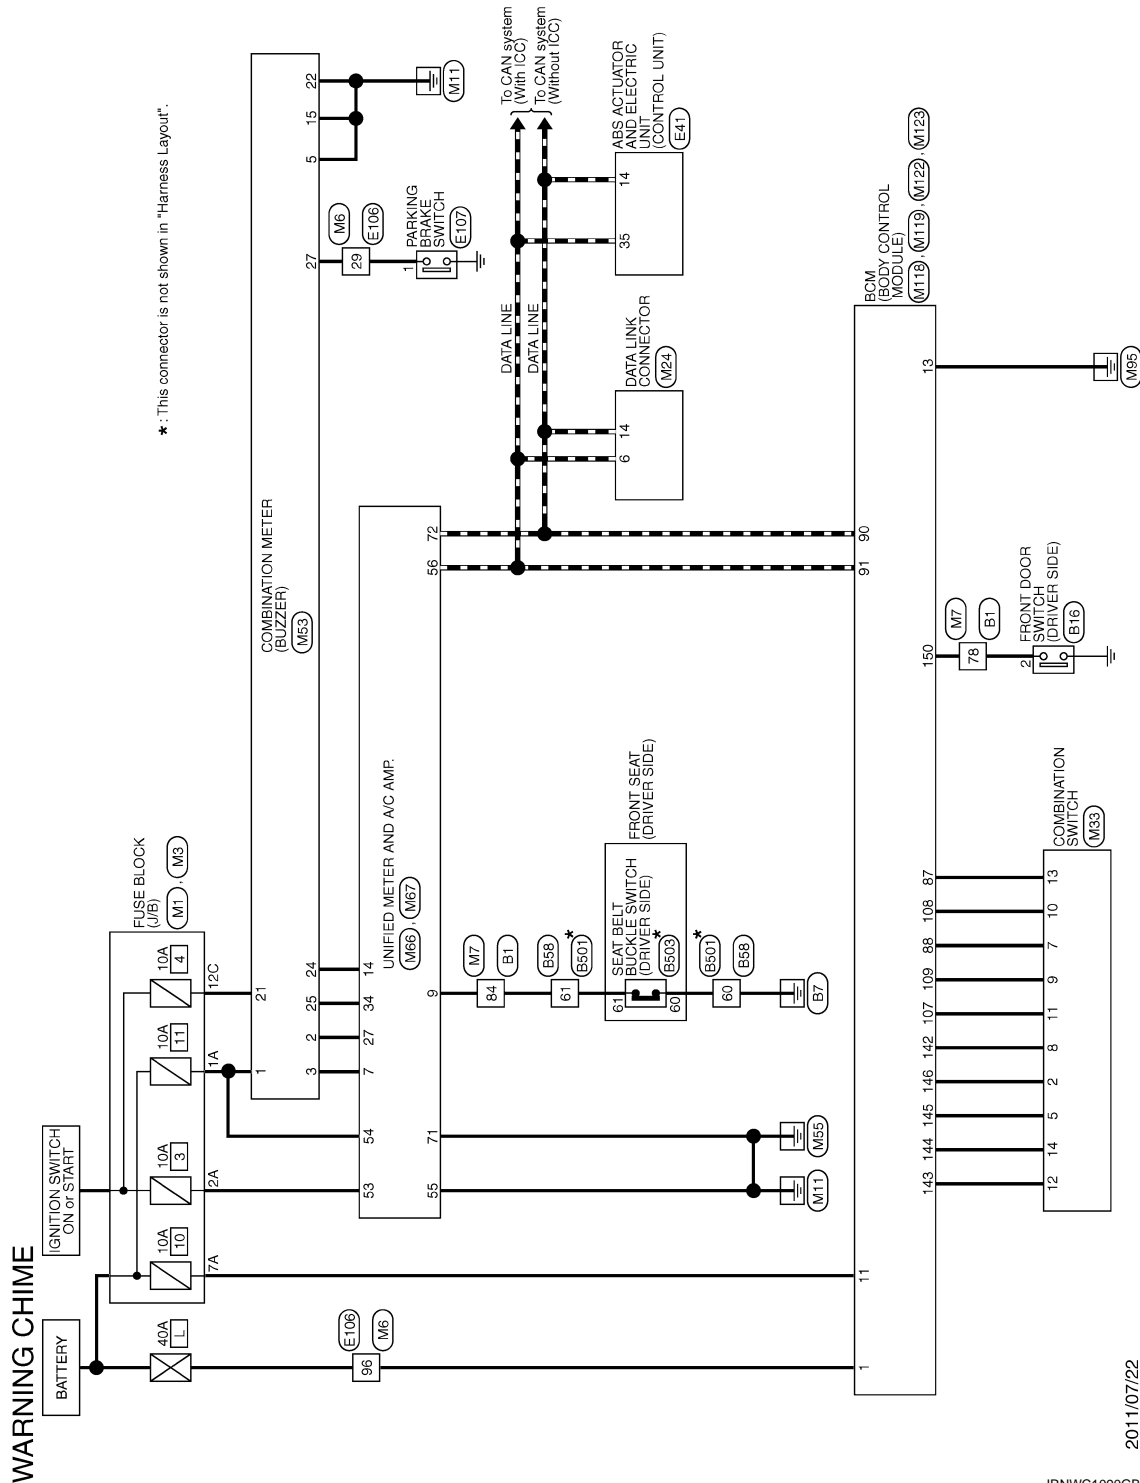 WARNING CHIME
BATTERY
IGNITION SWITCH
ON or START
40A
L
10A
10
10A
3
10A
11
10A
4
FUSE BLOCK
(J/B)
M1 , M3
7A
2A
1A
12C
*: This connector is not shown in "Harness Layout".
1
21
COMBINATION METER
(BUZZER)
M53
3
2
25
24
27
5
15
22
M11
M6
29
E106
1
PARKING
BRAKE
SWITCH
E107
E106
96
M6
53
54
7
27
34
14
UNIFIED METER AND A/C AMP.
M66 , M67
55
71
9
56
72
M7
84
B1
B58
61
B501
*
FRONT SEAT
(DRIVER SIDE)
61
60
SEAT BELT
BUCKLE SWITCH
(DRIVER SIDE)
B503
*
B501
*
60
B58
B7
M11
M55
DATA LINE
DATA LINE
To CAN system
(With ICC)
To CAN system
(Without ICC)
6
14
DATA LINK
CONNECTOR
M24
35
14
ABS ACTUATOR
AND ELECTRIC
UNIT
(CONTROL UNIT)
E41
1
11
91
90
BCM
(BODY CONTROL
MODULE)
M118 , M119 , M122 , M123
143
144
145
146
142
107
109
88
108
87
150
13
12
14
5
2
8
11
9
7
10
13
COMBINATION
SWITCH
M33
M7
78
B1
2
FRONT DOOR
SWITCH
(DRIVER SIDE)
B16
M95
2011/07/22